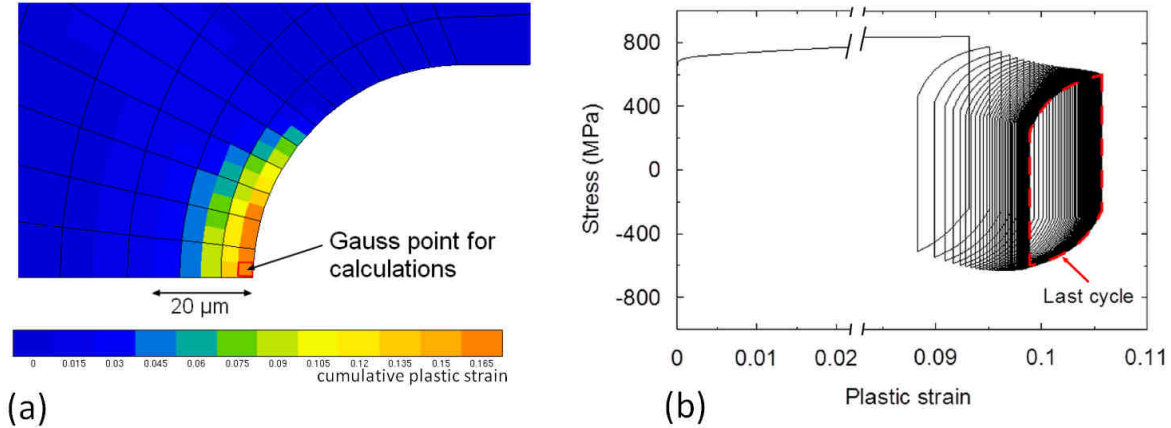 Gauss point for
calculations
20 µm
0 0.015 0.03 0.045 0.06 0.075 0.09 0.105 0.12 0.135 0.15 0.165
cumulative plastic strain
(a)
800
400
0
-400
-800
Stress (MPa)
Last cycle
0 0.01 0.02 0.09 0.1 0.11
Plastic strain
(b)